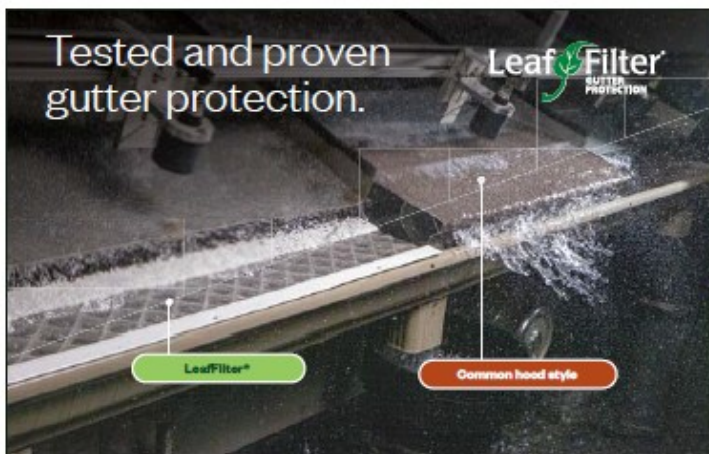 Tested and proven
gutter protection.
LeafFilter®
GUTTER
PROTECTION
LeafFilter®
Common hood style